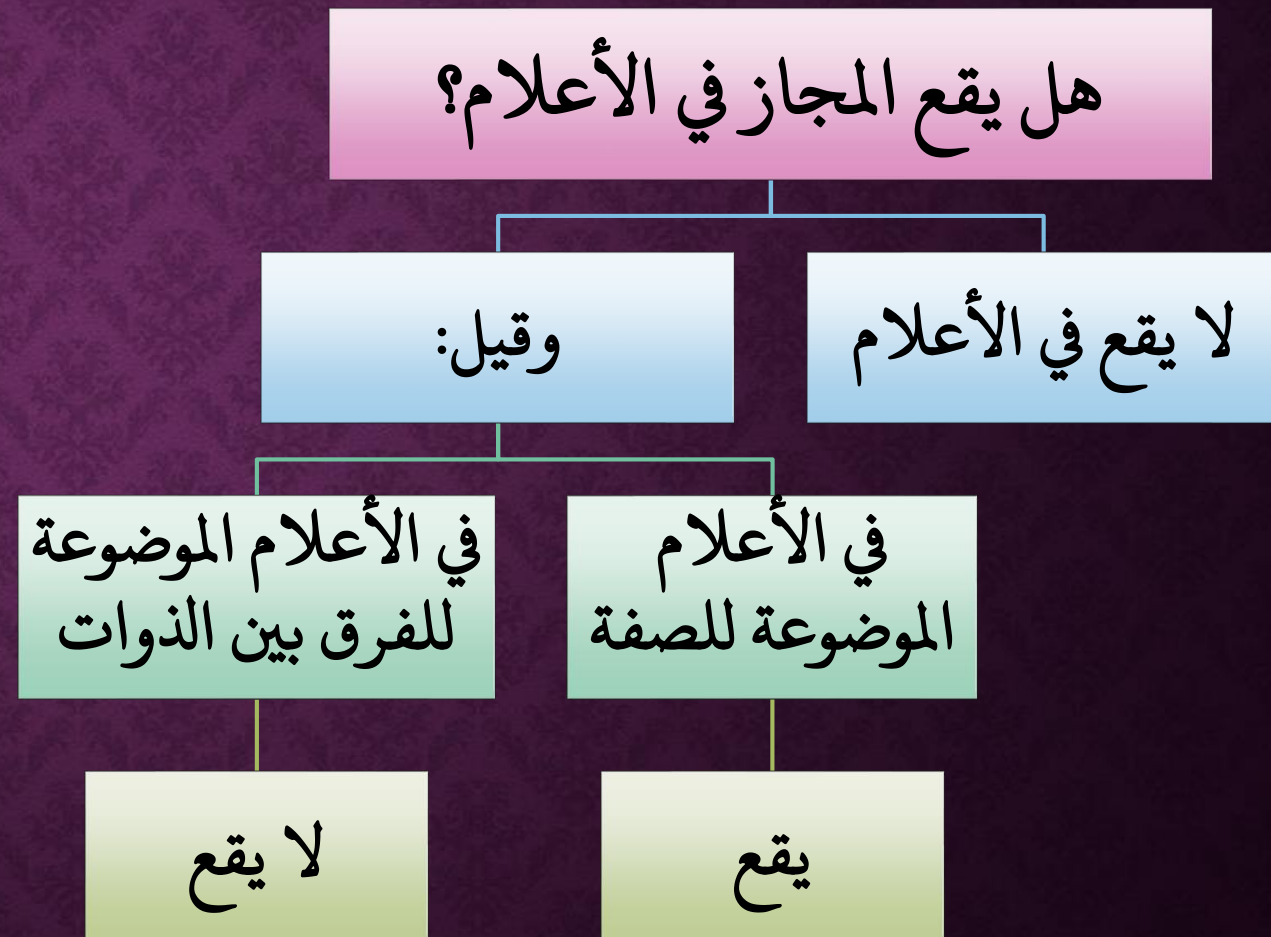 هل يقع المجاز في الأعلام؟
لا يقع في الأعلام
وقيل:
في الأعلام
الموضوعة للصفة
في الأعلام الموضوعة
للفرق بين الذوات
يقع
لا يقع